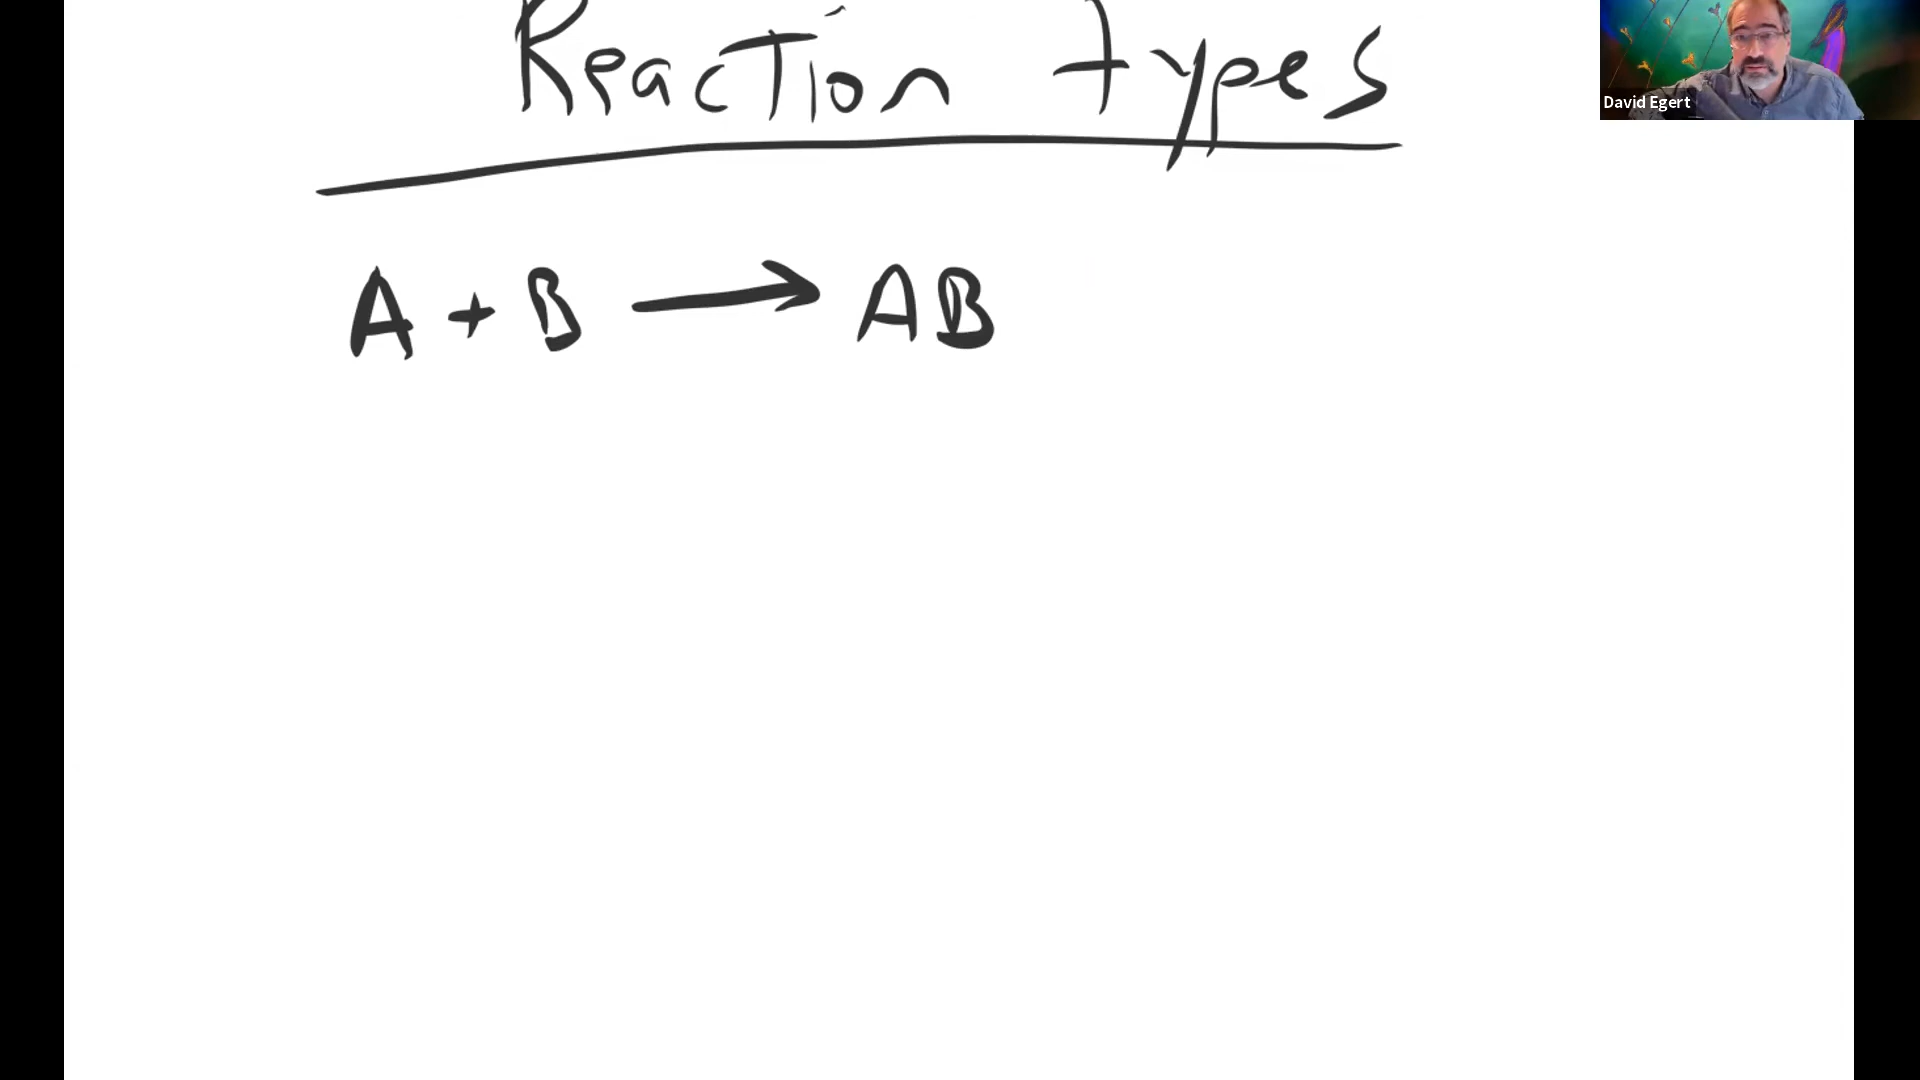 Reaction types
David Egert
A + B → AB